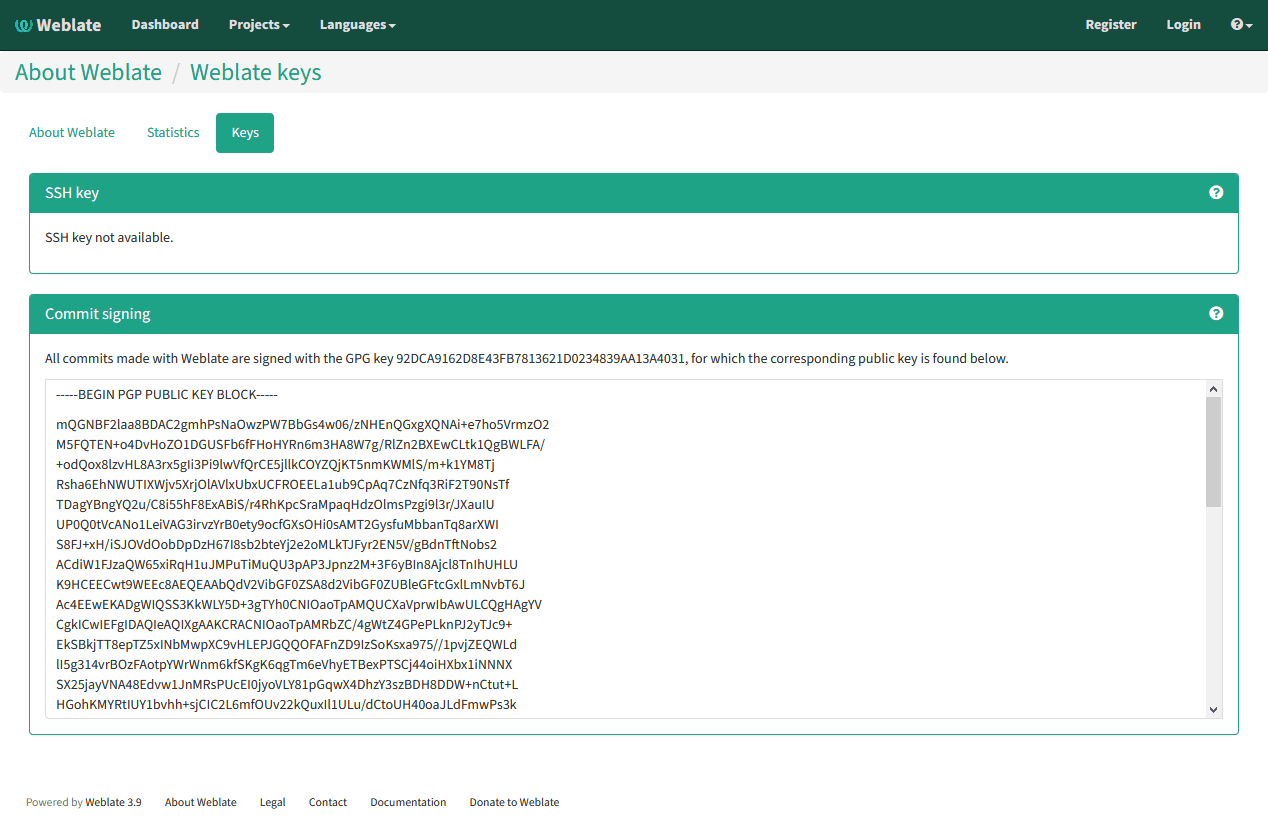 Weblate Dashboard Projects Languages Register Login
About Weblate / Weblate keys
About Weblate Statistics Keys
SSH key
SSH key not available.
Commit signing
All commits made with Weblate are signed with the GPG key 92DCA9162D8E43FB7813621D0234839AA13A4031, for which the corresponding public key is found below.
-----BEGIN PGP PUBLIC KEY BLOCK-----
mQGNBF2laa8BDAC2gmhPsNaOwzPW7BbGs4w06/zNHEnQGxgXQNAi+e7ho5VrmzO2
M5FQTEN+o4DvHoZO1DGUSFb6fFHoHYRn6m3HA8W7g/RlZn2BXEwCLtk1QgBWLFA/
+odQox8lzvHL8A3rx5gIi3Pi9lwVfQrCE5jllkCOYZQjKT5nmKWMlS/m+k1YM8Tj
Rsha6EhNWUTIXWjv5XrjOlAVlxUbxUCFROEELa1ub9CpAq7CzNfq3RiF2T90NsTf
TDagYBngYQ2u/C8i55hF8ExABiS/r4RhKpcSraMpaqHdzOlmsPzgi9l3r/JXauIU
UP0Q0tVcANo1LeiVAG3irvzYrB0ety9ocfGXsOHi0sAMT2GysfuMbbanTq8arXWI
S8FJ+xH/iSJOVdOobDpDzH67I8sb2bteYj2e2oMLkTJFyr2EN5V/gBdnTftNobs2
ACdiW1FJzaQW65xiRqH1uJMPuTiMuQU3pAP3Jpnz2M+3F6yBIn8Ajcl8TnIhUHLU
K9HCEECwt9WEEc8AEQEAAbQdV2VibGF0ZSA8d2VibGF0ZUBleGFtcGxlLmNvbT6J
Ac4EEwEKADgWIQSS3KkWLY5D+3gTYh0CNIOaoTpAMQUCXaVprwIbAwULCQgHAgYV
CgkICwIEFgIDAQIeAQIXgAAKCRACNIOaoTpAMRbZC/4gWtZ4GPePLknPJ2yTJc9+
EkSBkjTT8epTZ5xINbMwpXC9vHLEPJGQQOFAFnZD9IzSoKsxa975//1pvjZEQWLd
lI5g314vrBOzFAotpYWrWnm6kfSKgK6qgTm6eVhyETBexPTSCj44oiHXbx1iNNNX
SX25jayVNA48Edvw1JnMRsPUcEI0jyoVLY81pGqwX4DhzY3szBDH8DDW+nCtut+L
HGohKMYRtIUY1bvhh+sjCIC2L6mfOUv22kQuxIl1ULu/dCtoUH40oaJLdFmwPs3k
Powered by Weblate 3.9 About Weblate Legal Contact Documentation Donate to Weblate